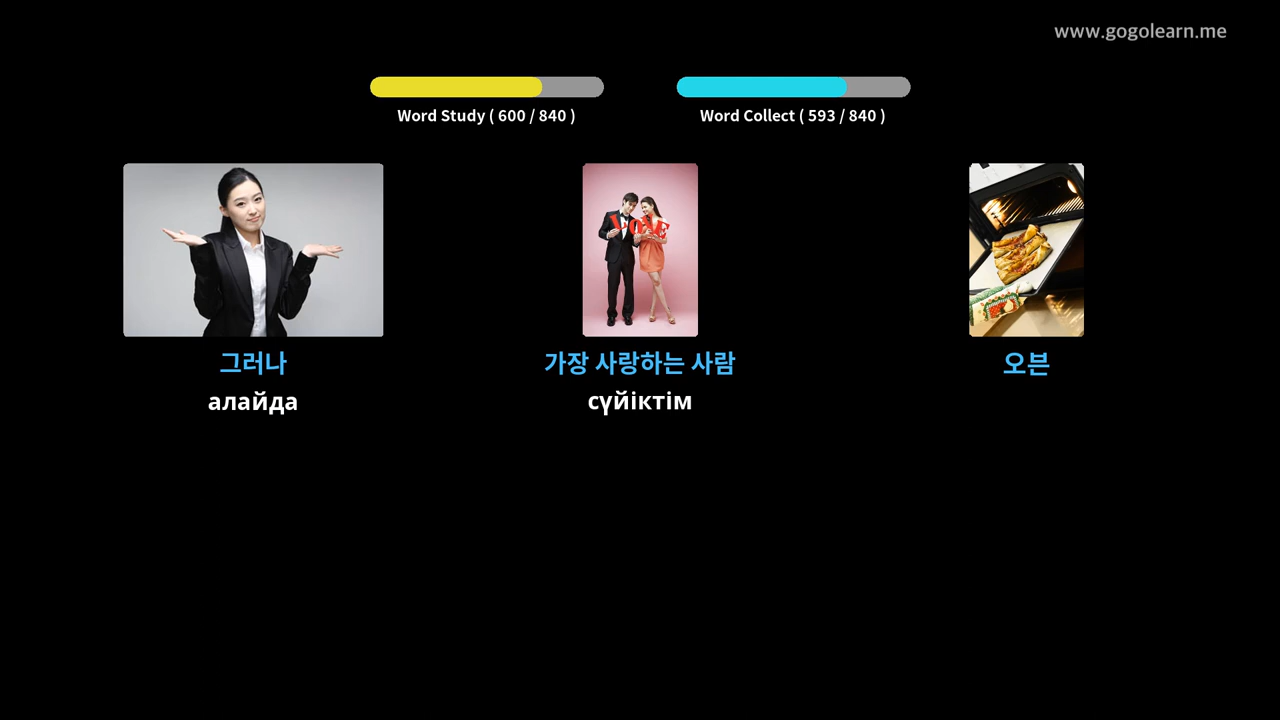 www.gogolearn.me
Word Study ( 600 / 840 )
Word Collect ( 593 / 840 )
LOVE
그러나
가장 사랑하는 사람
오븐
алайда
сүйіктім